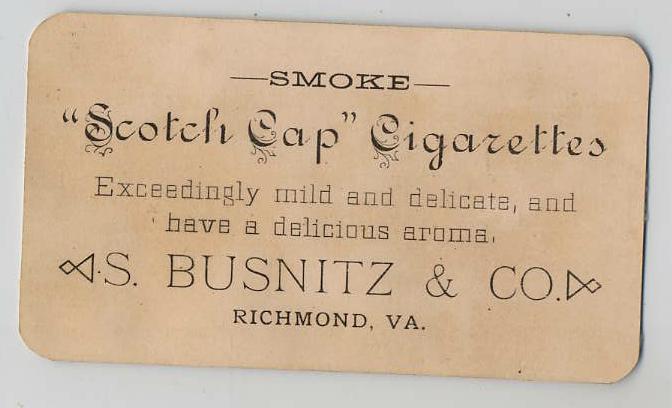 —SMOKE—
"Scotch Cap" Cigarettes
Exceedingly mild and delicate, and
have a delicious aroma.
S. BUSNITZ & CO.
RICHMOND, VA.